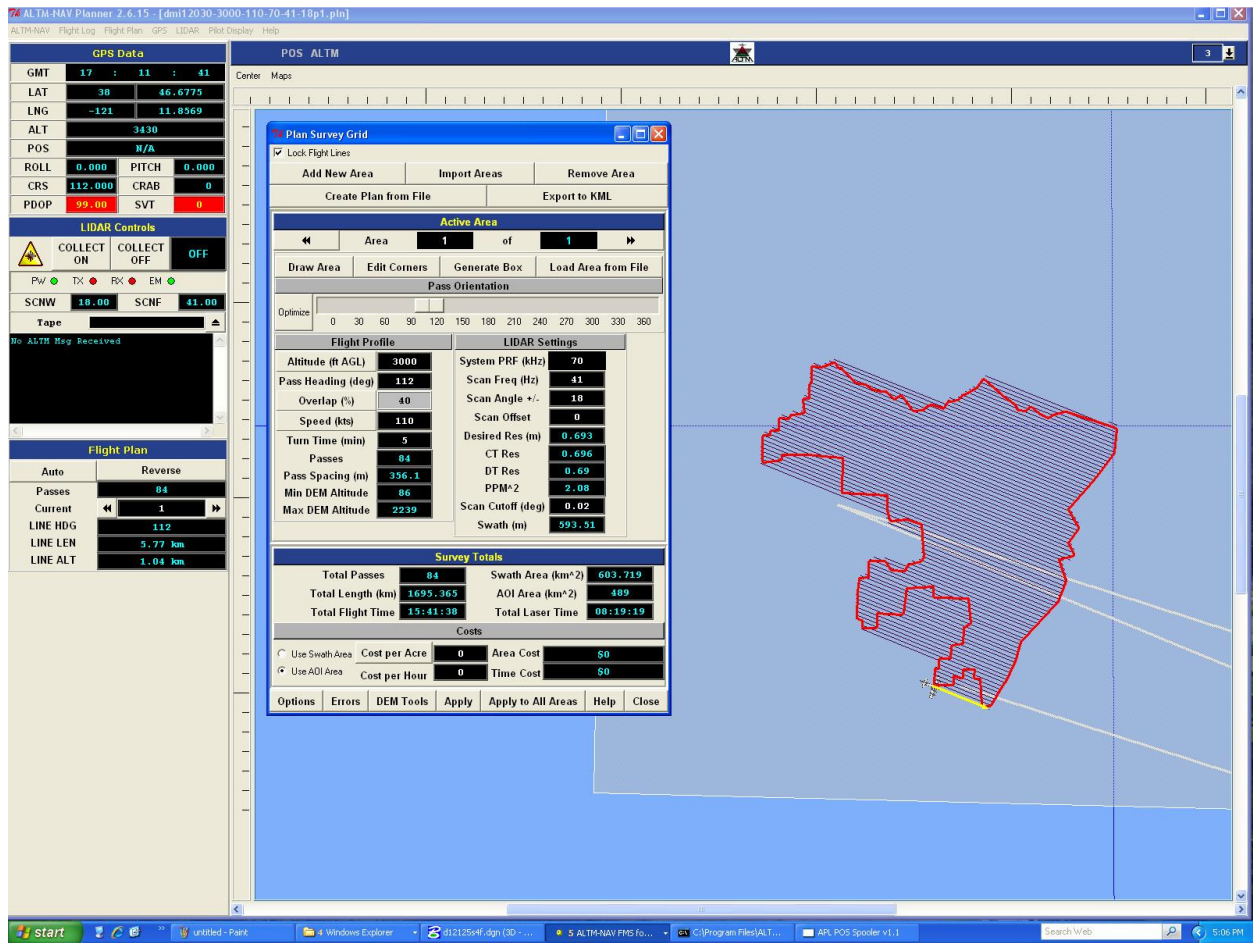 ALTM-NAV Planner 2.6.15 - [dmi12030-3000-110-70-41-18p1.pln]
ALTM-NAV Flight Log Flight Plan GPS LIDAR Pilot Display Help
GPS Data
GMT 17 : 11 : 41
LAT 38 46.6775
LNG -121 11.8569
ALT 3430
POS N/A
ROLL 0.000 PITCH 0.000
CRS 112.000 CRAB 0
PDOP 99.00 SVT 0
LIDAR Controls
COLLECT ON COLLECT OFF OFF
PW TX RX EM
SCNW 18.00 SCNF 41.00
Tape
No ALTM Msg Received
Flight Plan
Auto Reverse
Passes 84
Current 1
LINE HDG 112
LINE LEN 5.77 km
LINE ALT 1.04 km
POS ALTM
ALTM
3
Center Maps
Plan Survey Grid
Lock Flight Lines
Add New Area Import Areas Remove Area
Create Plan from File Export to KML
Active Area
Area 1 of 1
Draw Area Edit Corners Generate Box Load Area from File
Pass Orientation
Optimize
0 30 60 90 120 150 180 210 240 270 300 330 360
Flight Profile
Altitude (ft AGL) 3000
Pass Heading (deg) 112
Overlap (%) 40
Speed (kts) 110
Turn Time (min) 5
Passes 84
Pass Spacing (m) 356.1
Min DEM Altitude 86
Max DEM Altitude 2239
LIDAR Settings
System PRF (kHz) 70
Scan Freq (Hz) 41
Scan Angle +/- 18
Scan Offset 0
Desired Res (m) 0.693
CT Res 0.696
DT Res 0.69
PPM^2 2.08
Scan Cutoff (deg) 0.02
Swath (m) 593.51
Survey Totals
Total Passes 84 Swath Area (km^2) 603.719
Total Length (km) 1695.365 AOI Area (km^2) 489
Total Flight Time 15:41:38 Total Laser Time 08:19:19
Costs
Use Swath Area Cost per Acre 0 Area Cost $0
Use AOI Area Cost per Hour 0 Time Cost $0
Options Errors DEM Tools Apply Apply to All Areas Help Close
start untitled - Paint 4 Windows Explorer d12125s4f.dgn (3D - ... 5 ALTM-NAV FMS fo... C:\Program Files\ALT... APL POS Spooler v1.1 Search Web 5:06 PM